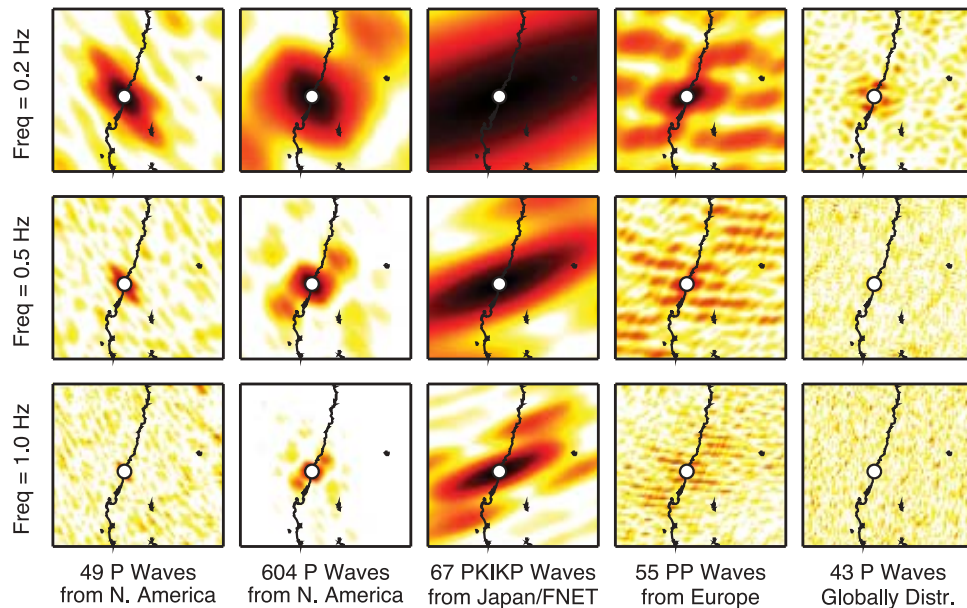 Freq = 0.2 Hz
Freq = 0.5 Hz
Freq = 1.0 Hz
49 P Waves
from N. America
604 P Waves
from N. America
67 PKIKP Waves
from Japan/FNET
55 PP Waves
from Europe
43 P Waves
Globally Distr.